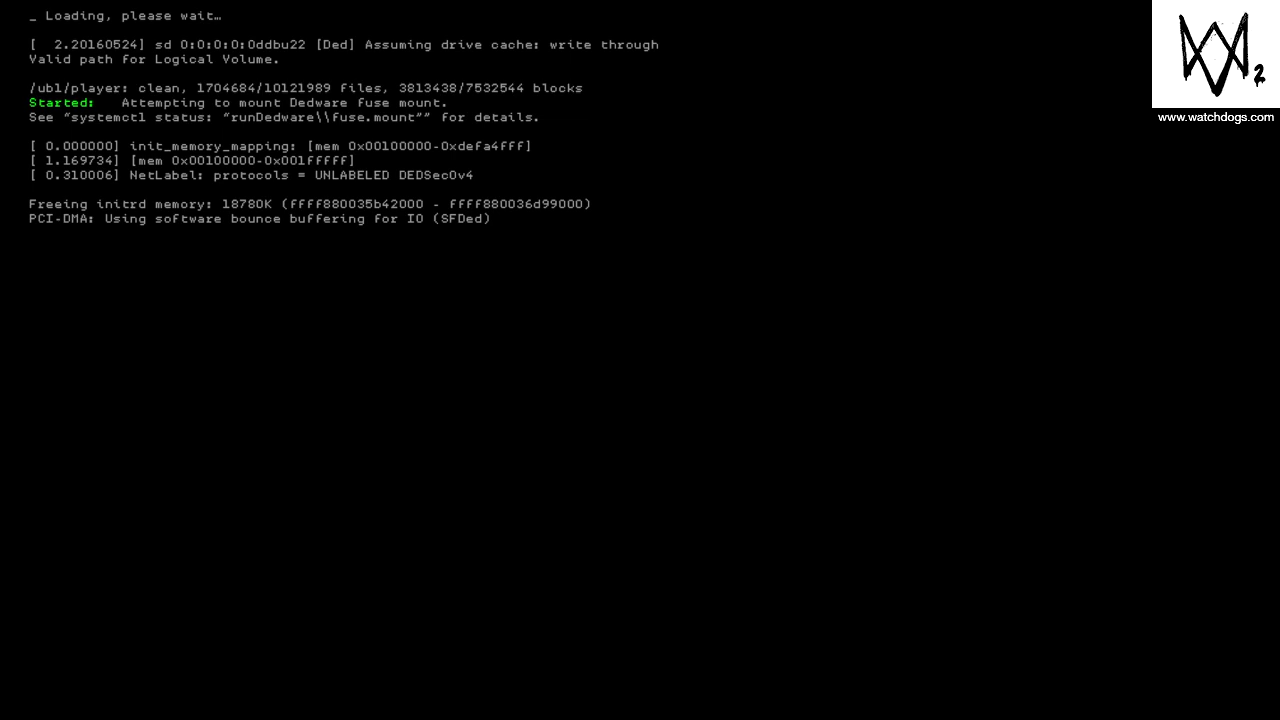 _ Loading, please wait…
[  2.20160524] sd 0:0:0:0:0ddbu22 [Ded] Assuming drive cache: write through
Valid path for Logical Volume.
/ubl/player: clean, 1704684/10121989 files, 3813438/7532544 blocks
Started:   Attempting to mount Dedware fuse mount.
See “systemctl status: “runDedware\\fuse.mount”” for details.
[ 0.000000] init_memory_mapping: [mem 0x00100000-0xdefa4fff]
[ 1.169734] [mem 0x00100000-0x001fffff]
[ 0.310006] NetLabel: protocols = UNLABELED DEDSecOv4
Freeing initrd memory: 18780K (ffff880035b42000 - ffff880036d99000)
PCI-DMA: Using software bounce buffering for IO (SFDed)
2
www.watchdogs.com